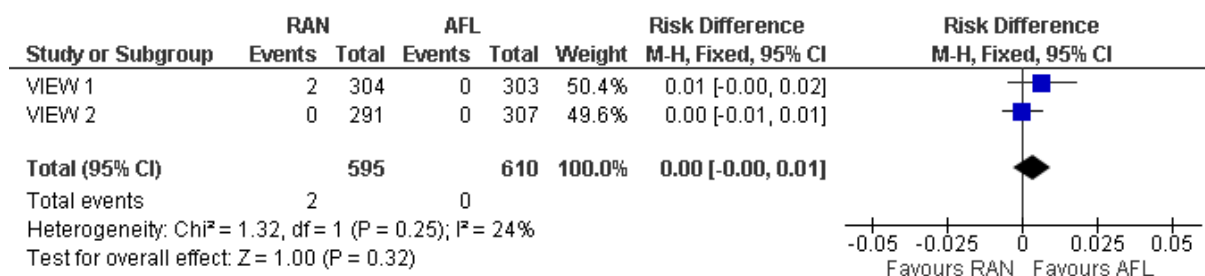 RAN AFL Risk Difference Risk Difference
Study or Subgroup Events Total Events Total Weight M-H, Fixed, 95% CI M-H, Fixed, 95% CI
VIEW 1 2 304 0 303 50.4% 0.01 [-0.00, 0.02]
VIEW 2 0 291 0 307 49.6% 0.00 [-0.01, 0.01]
Total (95% CI) 595 610 100.0% 0.00 [-0.00, 0.01]
Total events 2 0
Heterogeneity: Chi² = 1.32, df = 1 (P = 0.25); I² = 24%
Test for overall effect: Z = 1.00 (P = 0.32)
-0.05 -0.025 0 0.025 0.05
Favours RAN Favours AFL